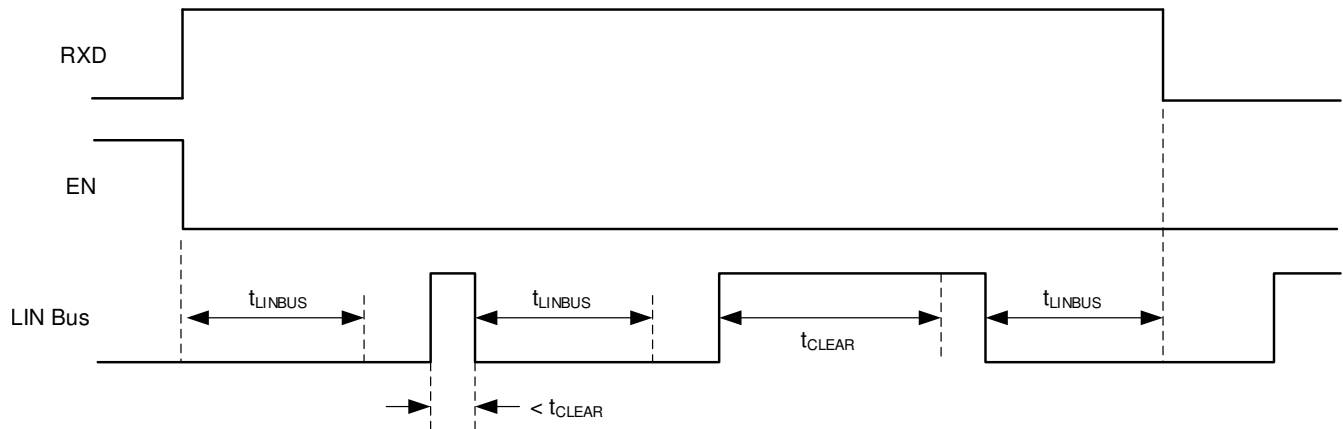 RXD
EN
LIN Bus
tLINBUS
tLINBUS
tCLEAR
tLINBUS
< tCLEAR